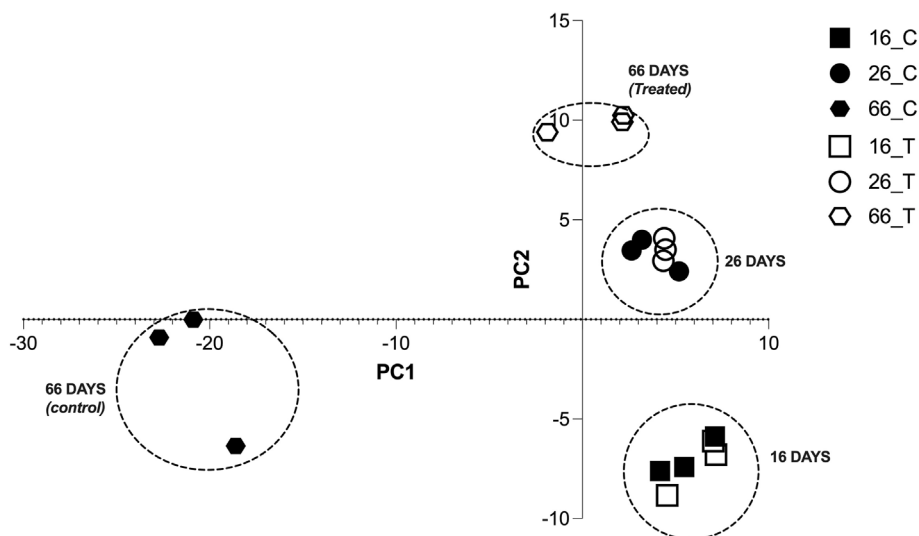 15
66 DAYS
(Treated)
10
5
PC2
26 DAYS
-30
-20
-10
10
PC1
66 DAYS
(control)
-5
16 DAYS
-10
16_C
26_C
66_C
16_T
26_T
66_T